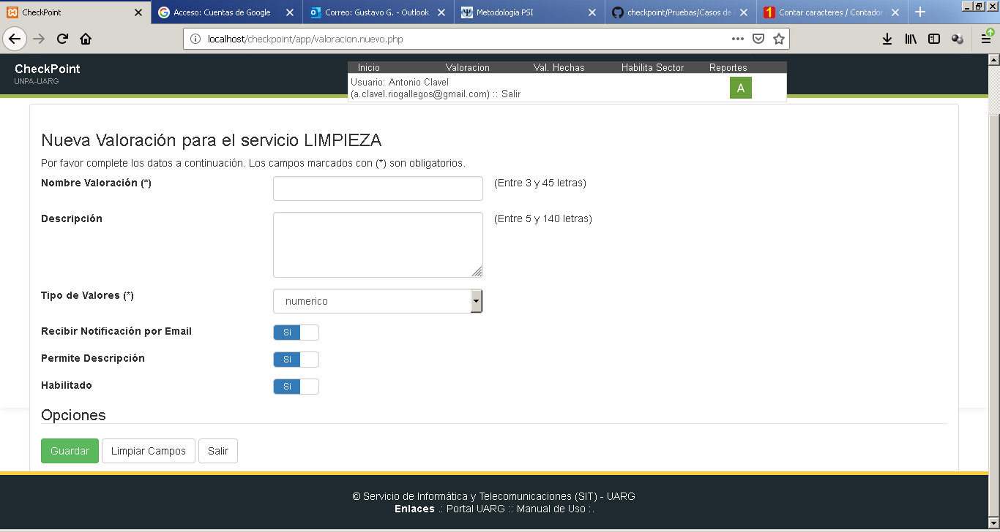 CheckPoint
Acceso: Cuentas de Google
Correo: Gustavo G. - Outlook
Metodología PSI
checkpoint/Pruebas/Casos de
Contar caracteres / Contador
localhost/checkpoint/app/valoracion.nuevo.php
CheckPoint
UNPA-UARG
Inicio Valoracion Val. Hechas Habilita Sector Reportes
Usuario: Antonio Clavel
(a.clavel.riogallegos@gmail.com) :: Salir
A
Nueva Valoración para el servicio LIMPIEZA
Por favor complete los datos a continuación. Los campos marcados con (*) son obligatorios.
Nombre Valoración (*) (Entre 3 y 45 letras)
Descripción (Entre 5 y 140 letras)
Tipo de Valores (*) numerico
Recibir Notificación por Email Si
Permite Descripción Si
Habilitado Si
Opciones
Guardar Limpiar Campos Salir
© Servicio de Informática y Telecomunicaciones (SIT) - UARG
Enlaces .: Portal UARG :: Manual de Uso :.